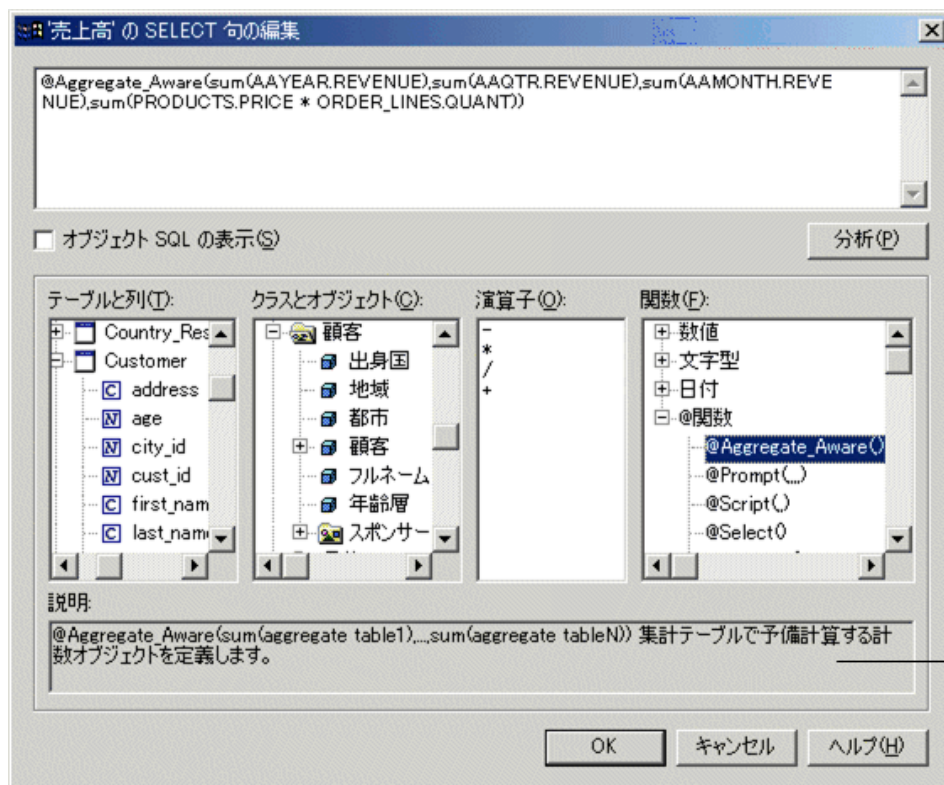 '売上高' の SELECT 句の編集
@Aggregate_Aware(sum(AAYEAR.REVENUE),sum(AAQTR.REVENUE),sum(AAMONTH.REVE
NUE),sum(PRODUCTS.PRICE * ORDER_LINES.QUANT))
オブジェクト SQL の表示(S)
分析(P)
テーブルと列(T):
Country_Res
Customer
address
age
city_id
cust_id
first_nam
last_nam
クラスとオブジェクト(C):
顧客
出身国
地域
都市
顧客
フルネーム
年齢層
スポンサー
演算子(O):
-
*
/
+
関数(F):
数値
文字型
日付
@関数
@Aggregate_Aware()
@Prompt(,,,)
@Script(,)
@Select()
説明:
@Aggregate_Aware(sum(aggregate table1),...,sum(aggregate tableN)) 集計テーブルで予備計算する計
数オブジェクトを定義します。
OK
キャンセル
ヘルプ(H)